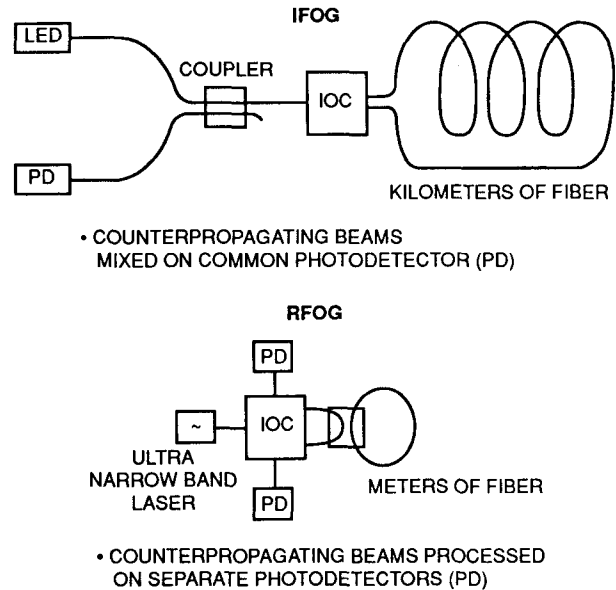 IFOG
LED
COUPLER
IOC
PD
KILOMETERS OF FIBER
• COUNTERPROPAGATING BEAMS
MIXED ON COMMON PHOTODETECTOR (PD)
RFOG
PD
~
IOC
ULTRA
NARROW BAND
LASER
PD
METERS OF FIBER
• COUNTERPROPAGATING BEAMS PROCESSED
ON SEPARATE PHOTODETECTORS (PD)